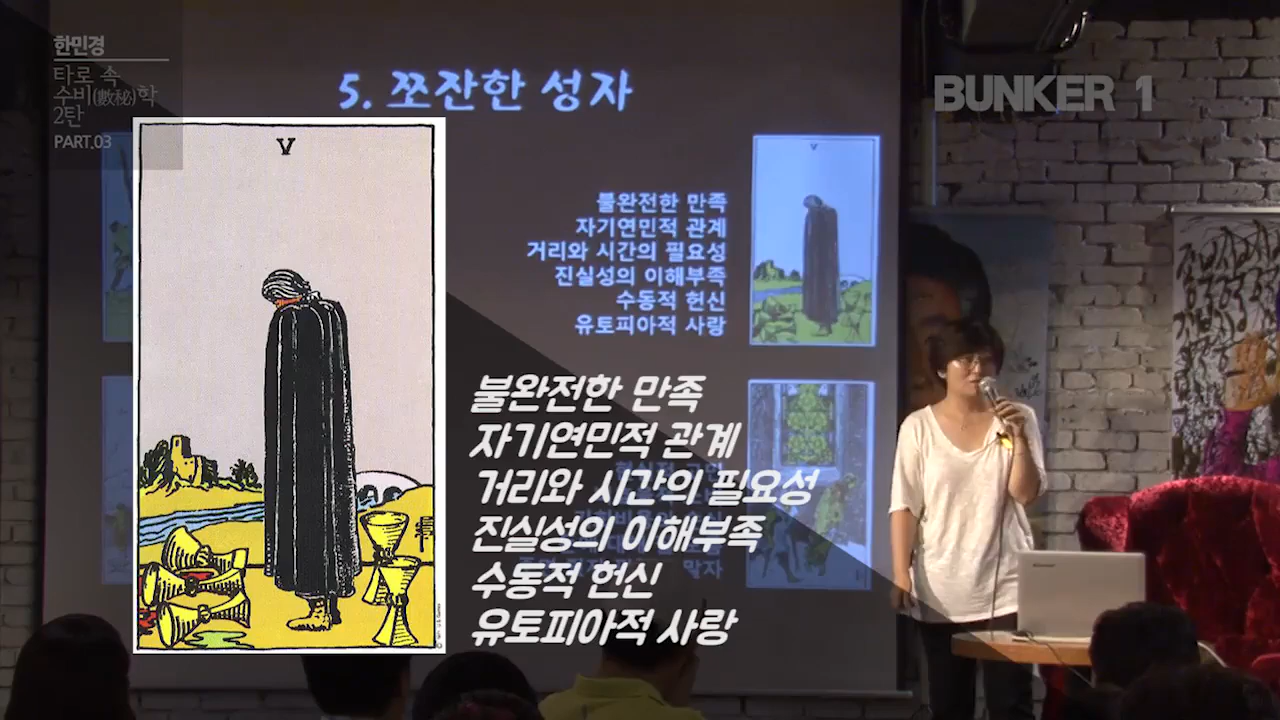 한민경
타로 속
수비(數秘)학
2탄
PART.03
BUNKER 1
5. 쪼잔한 성자
V
V
불완전한 만족
자기연민적 관계
거리와 시간의 필요성
진실성의 이해부족
수동적 헌신
유토피아적 사랑
불완전한 만족
자기연민적 관계
거리와 시간의 필요성
진실성의 이해부족
수동적 헌신
유토피아적 사랑
말자